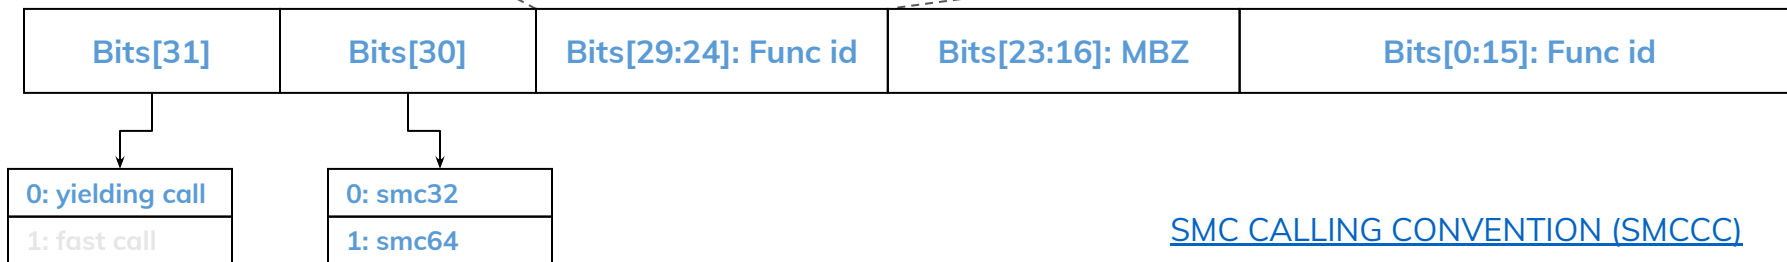 Bits[31]
Bits[30]
Bits[29:24]: Func id
Bits[23:16]: MBZ
Bits[0:15]: Func id
0: yielding call
1: fast call
0: smc32
1: smc64
SMC CALLING CONVENTION (SMCCC)